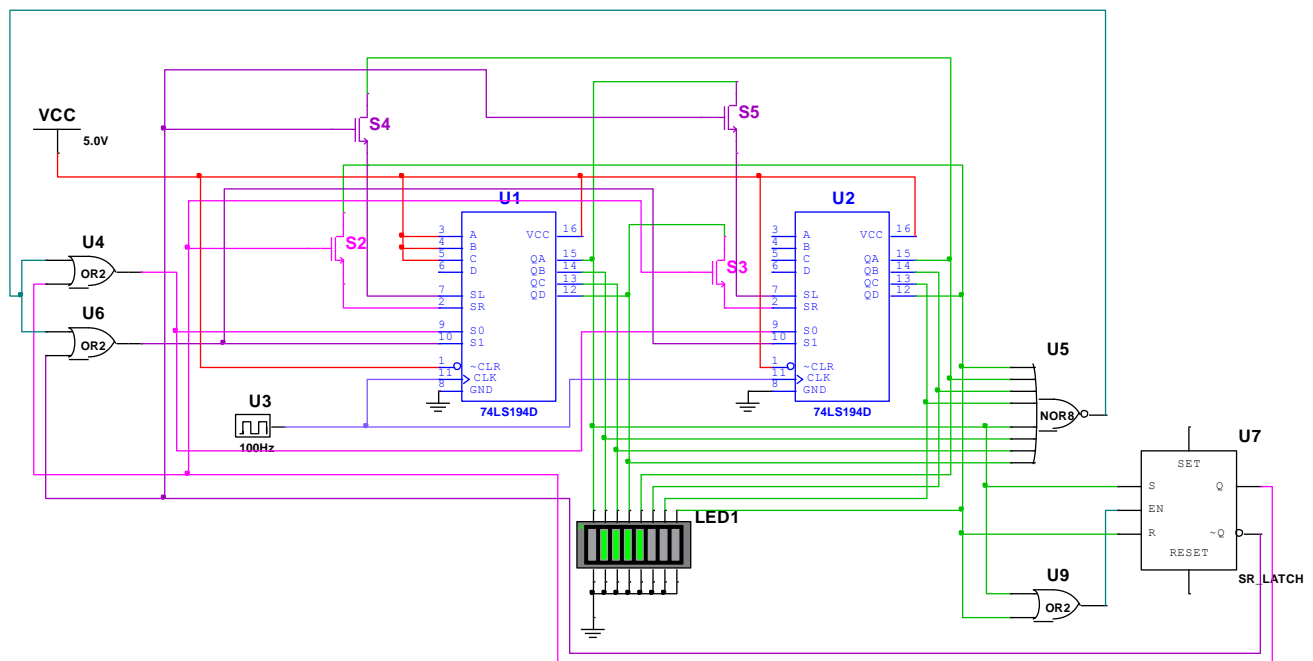 VCC
5.0V
S4
S5
U1
U2
S2
S3
U4
OR2
U6
OR2
3 A
4 B
5 C
6 D
7 SL
2 SR
9 S0
10 S1
1 ~CLR
11 CLK
8 GND
VCC 16
QA 15
QB 14
QC 13
QD 12
74LS194D
3 A
4 B
5 C
6 D
7 SL
2 SR
9 S0
10 S1
1 ~CLR
11 CLK
8 GND
VCC 16
QA 15
QB 14
QC 13
QD 12
74LS194D
U3
100Hz
U5
NOR8
U7
SET
S Q
EN
R ~Q
RESET
SR_LATCH
LED1
U9
OR2